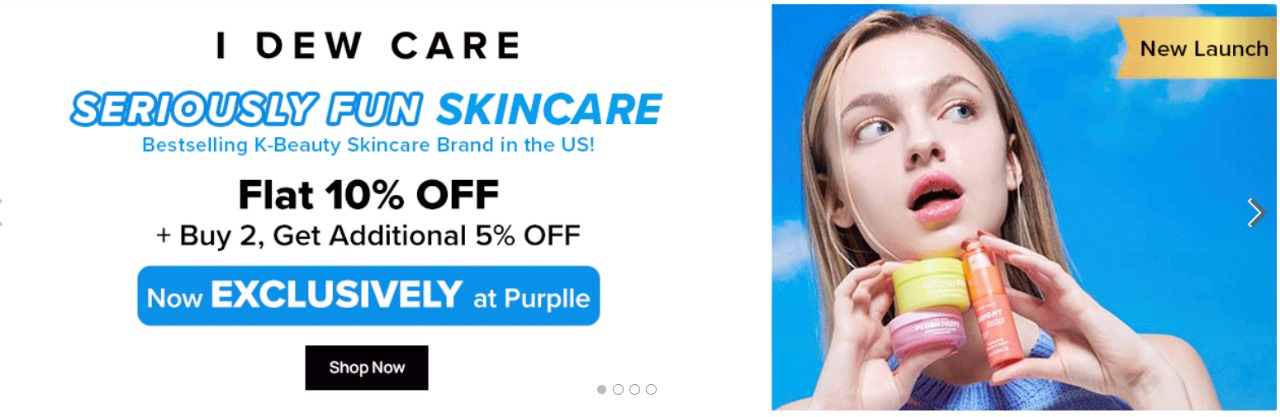 I DEW CARE
SERIOUSLY FUN SKINCARE
Bestselling K-Beauty Skincare Brand in the US!
Flat 10% OFF
+ Buy 2, Get Additional 5% OFF
Now EXCLUSIVELY at Purplle
Shop Now
New Launch